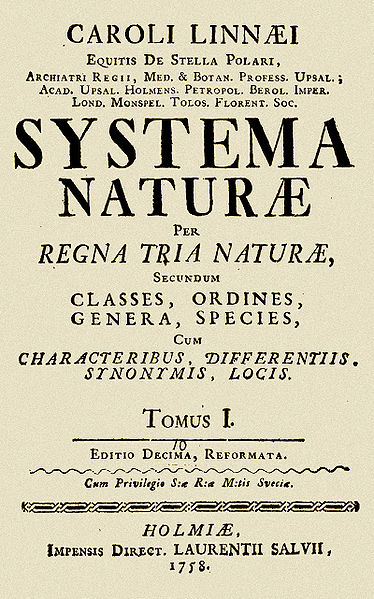 CAROLI LINNÆI
EQUITIS DE STELLA POLARI,
ARCHIATRI REGII, MED. & BOTAN. PROFESS. UPSAL.;
ACAD. UPSAL. HOLMENS. PETROPOL. BEROL. IMPER.
LOND. MONSPEL. TOLOS. FLORENT. SOC.
SYSTEMA
NATURÆ
PER
REGNA TRIA NATURÆ,
SECUNDUM
CLASSES, ORDINES,
GENERA, SPECIES,
CUM
CHARACTERIBUS, DIFFERENTIIS.
SYNONYMIS, LOCIS.
TOMUS I.
10
EDITIO DECIMA, REFORMATA.
Cum Privilegio S:æ R:æ M:tis Sveciæ.
HOLMIÆ,
IMPENSIS DIRECT. LAURENTII SALVII,
1758.